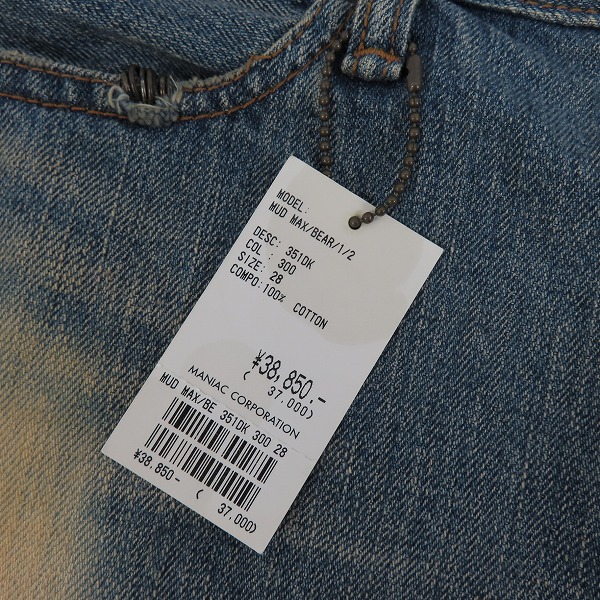 MODEL:
MUD MAX/BEAR/1/2
DESC: 351DK
COL : 300
SIZE: 28
COMPO:100% COTTON
¥38,850.-
( 37,000)
MANIAC CORPORATION
MUD MAX/BE 351DK 300 28
¥38,850- ( 37,000)